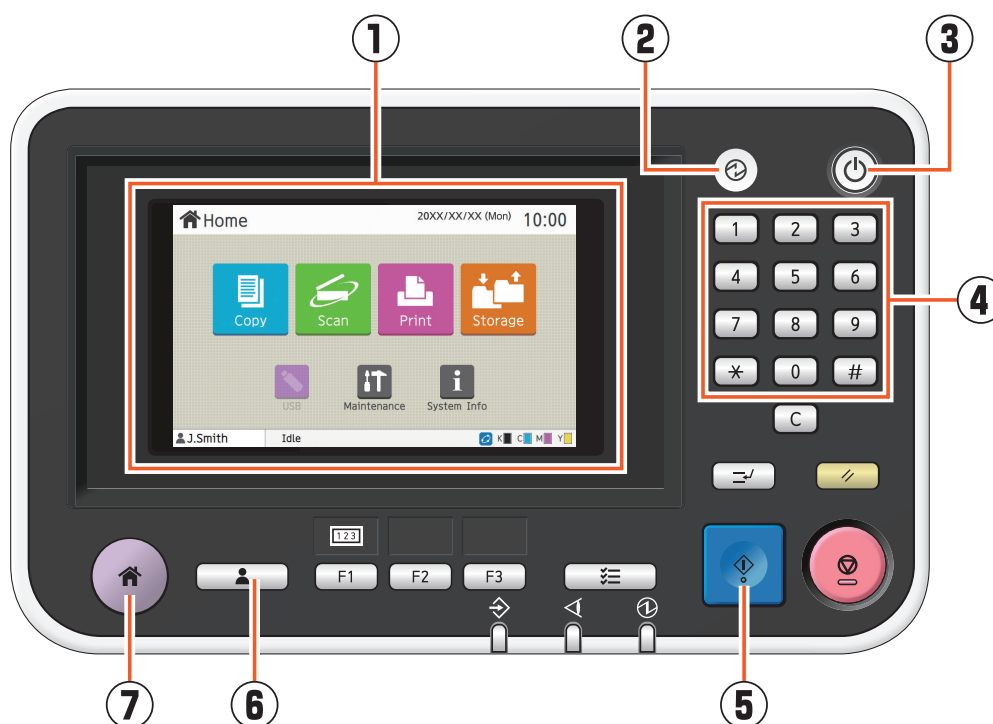 1 2 3
Home 20XX/XX/XX (Mon) 10:00
1 2 3
4 5 6
4
Copy Scan Print Storage
7 8 9
* 0 #
USB Maintenance System Info
C
J.Smith Idle K C M Y
123
F1 F2 F3
7 6 5